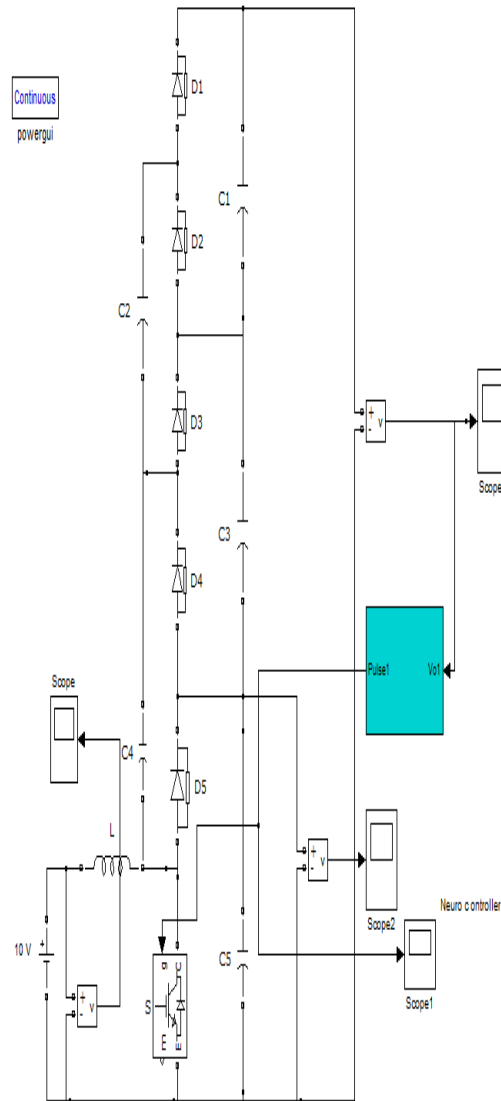 Continuous
powergui
D1
C1
D2
C2
D3
+
-
v
Scope
C3
D4
Pulse1
Vo1
Scope
C4
D5
L
+
-
v
Scope2
Neuro controller
10 V
+
+
-
v
g
C
S
E
E
C5
Scope1